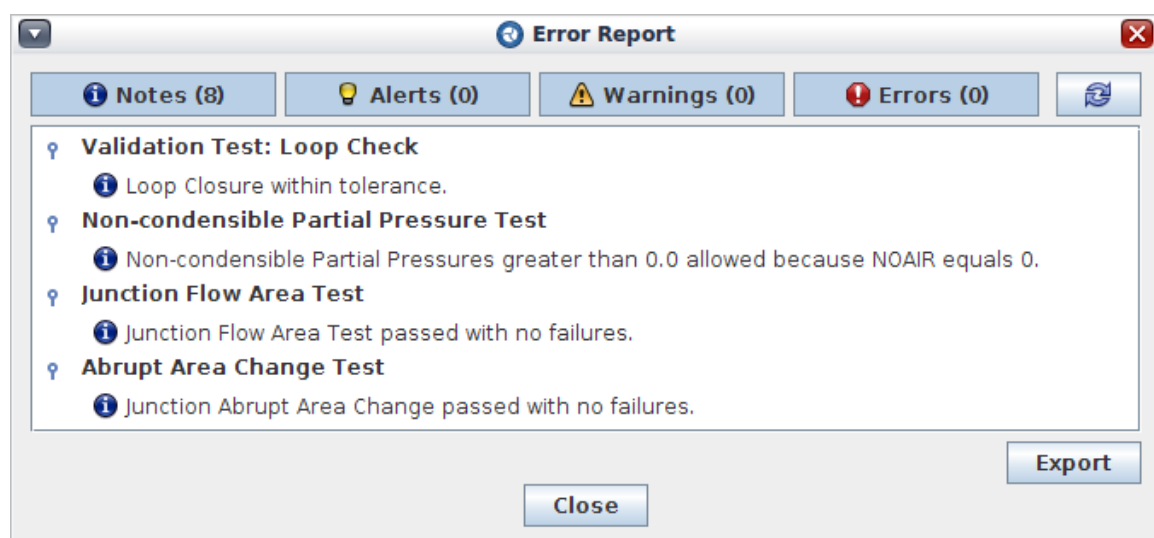 Error Report
Notes (8) Alerts (0) Warnings (0) Errors (0)
Validation Test: Loop Check
Loop Closure within tolerance.
Non-condensible Partial Pressure Test
Non-condensible Partial Pressures greater than 0.0 allowed because NOAIR equals 0.
Junction Flow Area Test
Junction Flow Area Test passed with no failures.
Abrupt Area Change Test
Junction Abrupt Area Change passed with no failures.
Export
Close